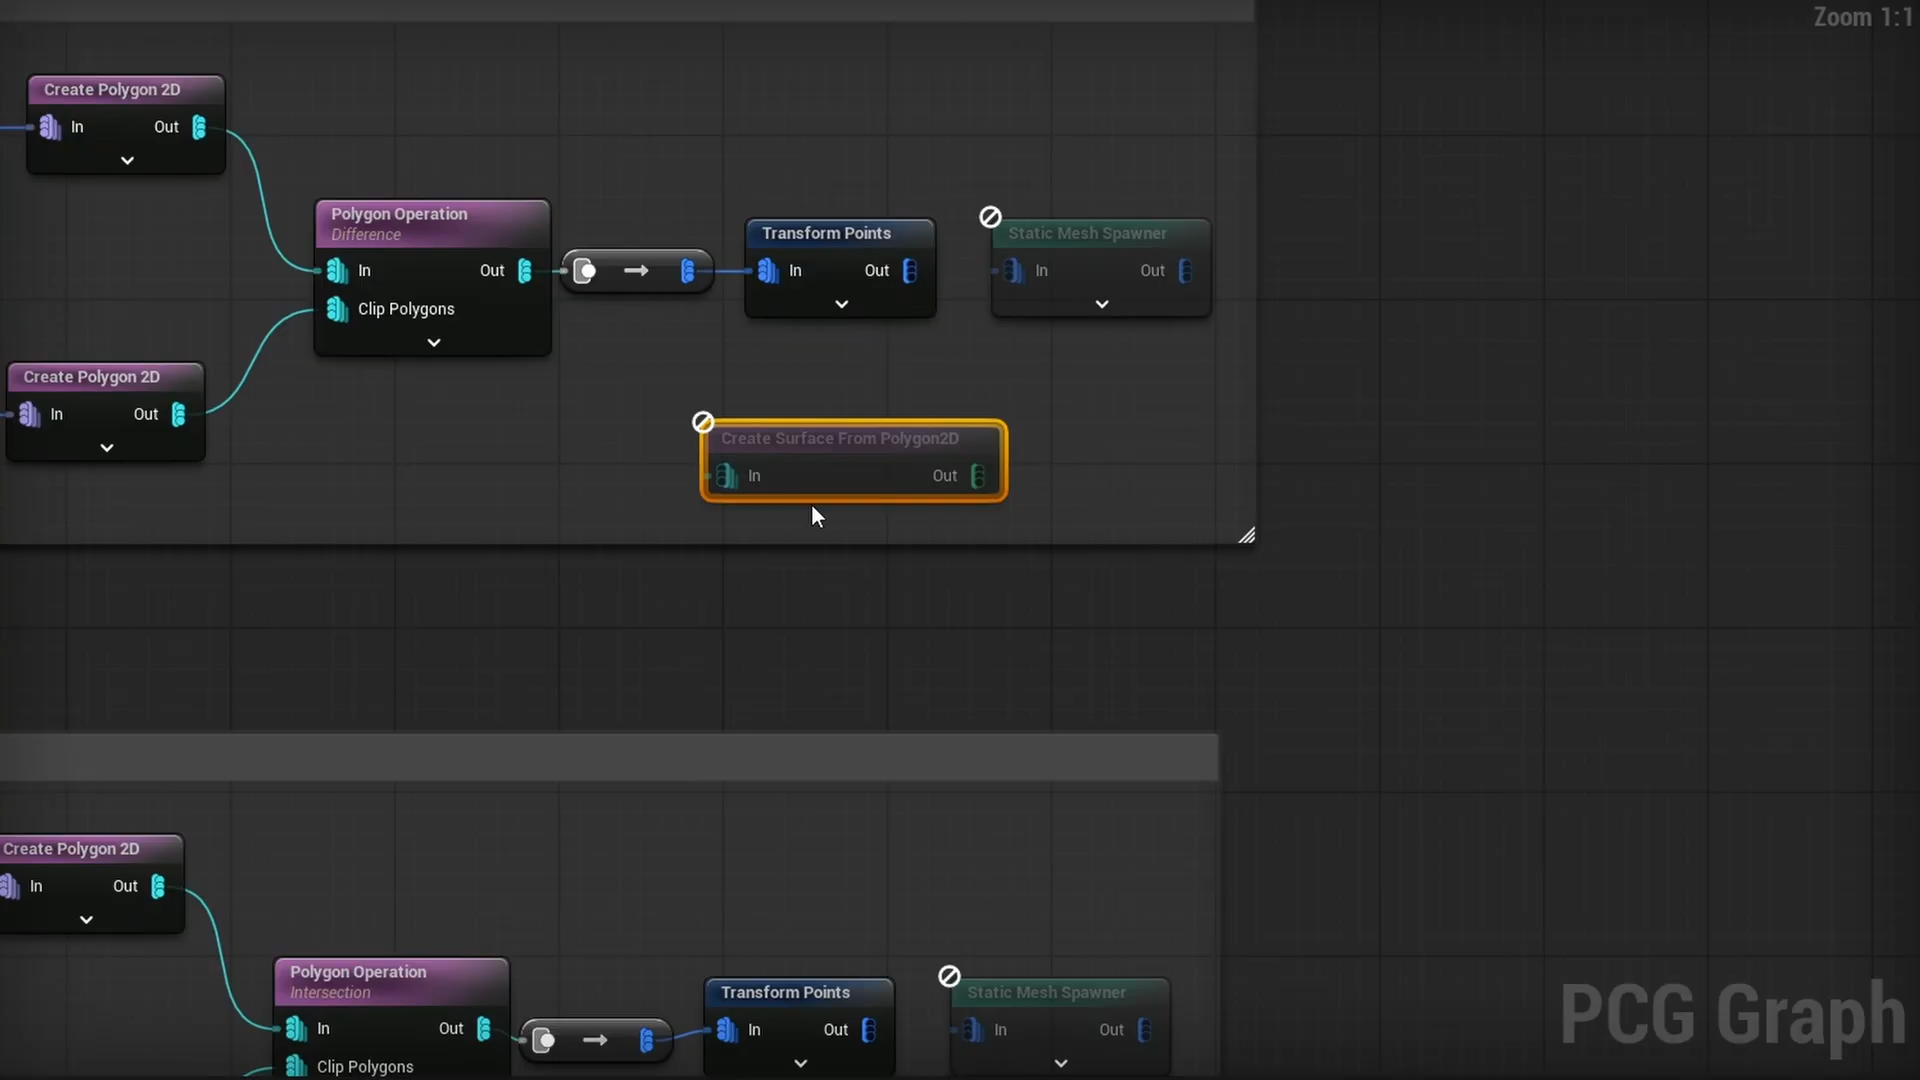 Zoom 1:1
Create Polygon 2D
In Out
Polygon Operation
Difference
In Out
Clip Polygons
Transform Points
In Out
Static Mesh Spawner
In Out
Create Polygon 2D
In Out
Create Surface From Polygon2D
In Out
Create Polygon 2D
In Out
Polygon Operation
Intersection
In Out
Clip Polygons
Transform Points
In Out
Static Mesh Spawner
In Out
PCG Graph